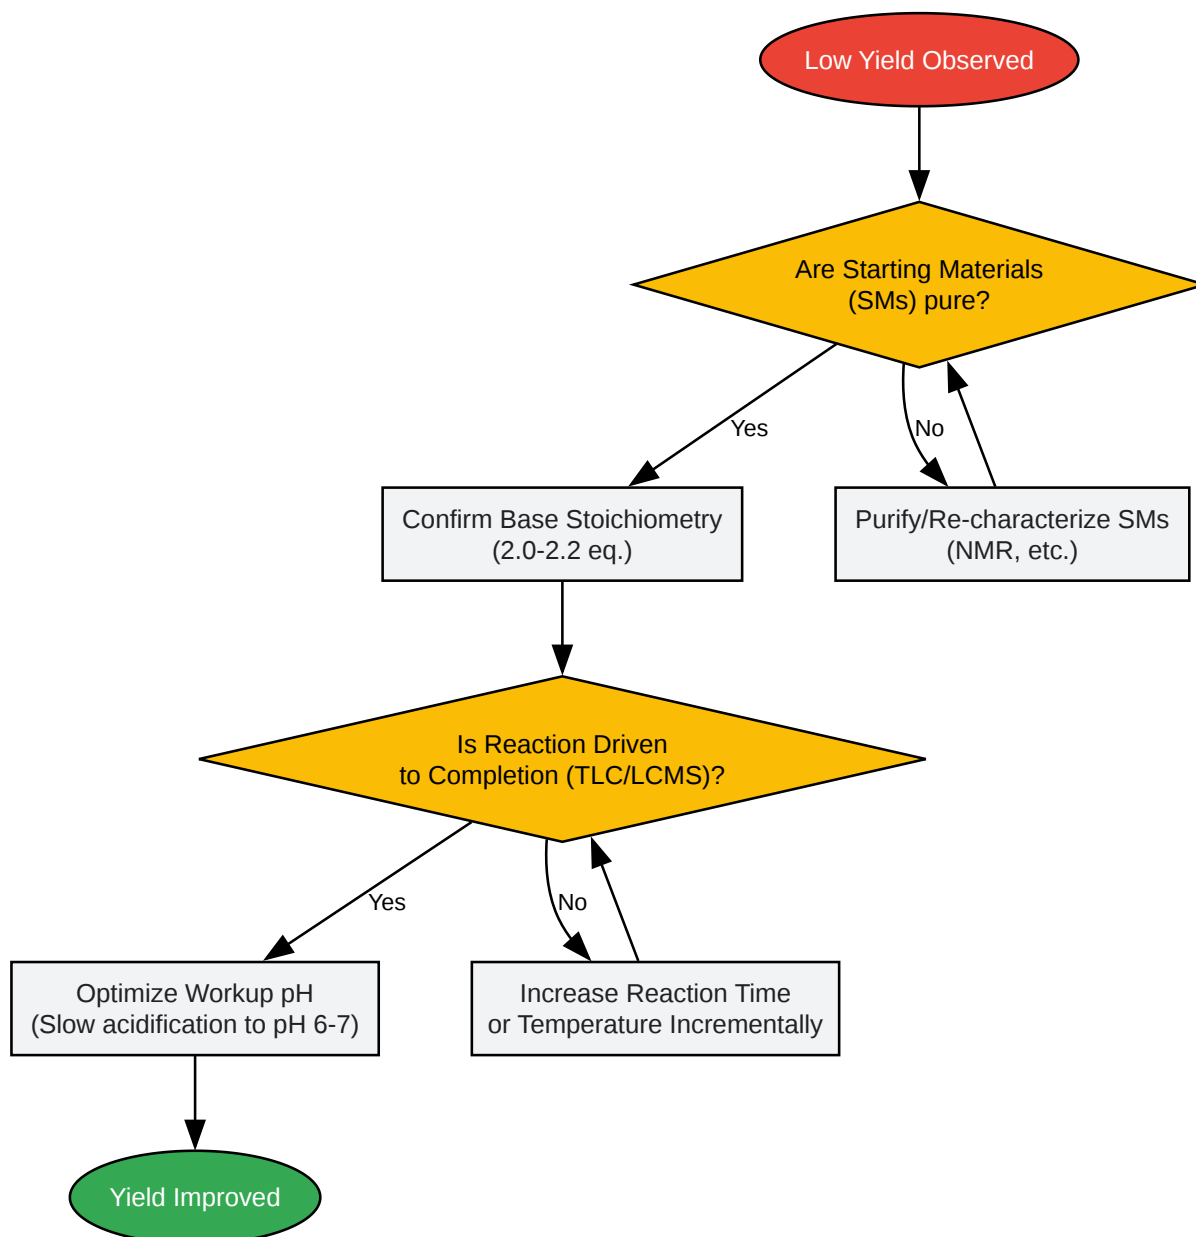 Low Yield Observed
Are Starting Materials
(SMs) pure?
Yes
No
Confirm Base Stoichiometry
(2.0-2.2 eq.)
Purify/Re-characterize SMs
(NMR, etc.)
Is Reaction Driven
to Completion (TLC/LCMS)?
Yes
No
Optimize Workup pH
(Slow acidification to pH 6-7)
Increase Reaction Time
or Temperature Incrementally
Yield Improved